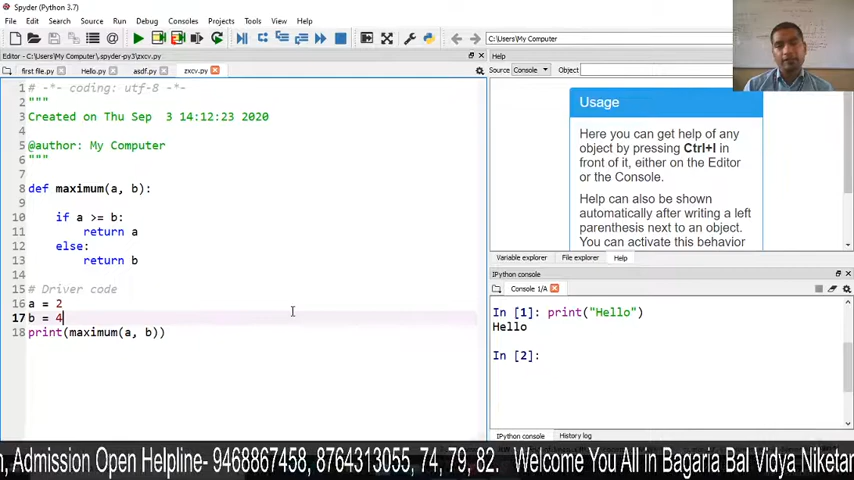 Spyder (Python 3.7)
File Edit Search Source Run Debug Consoles Projects Tools View Help
C:\Users\My Computer
Editor - C:\Users\My Computer\.spyder-py3\zxcv.py
Help
first file.py Hello.py asdf.py zxcv.py
Source Console Object
1 # -*- coding: utf-8 -*-
2 """
3 Created on Thu Sep  3 14:12:23 2020
4
5 @author: My Computer
6 """
7
8 def maximum(a, b):
9
10 if a >= b:
11 return a
12 else:
13 return b
14
15 # Driver code
16 a = 2
17 b = 4
18 print(maximum(a, b))
Usage
Here you can get help of any
object by pressing Ctrl+I in
front of it, either on the Editor
or the Console.
Help can also be shown
automatically after writing a left
parenthesis next to an object.
You can activate this behavior
Variable explorer File explorer Help
IPython console
Console 1/A
In [1]: print("Hello")
Hello
In [2]:
IPython console History log
Admission Open Helpline- 9468867458, 8764313055, 74, 79, 82. Welcome You All in Bagaria Bal Vidya Niketan